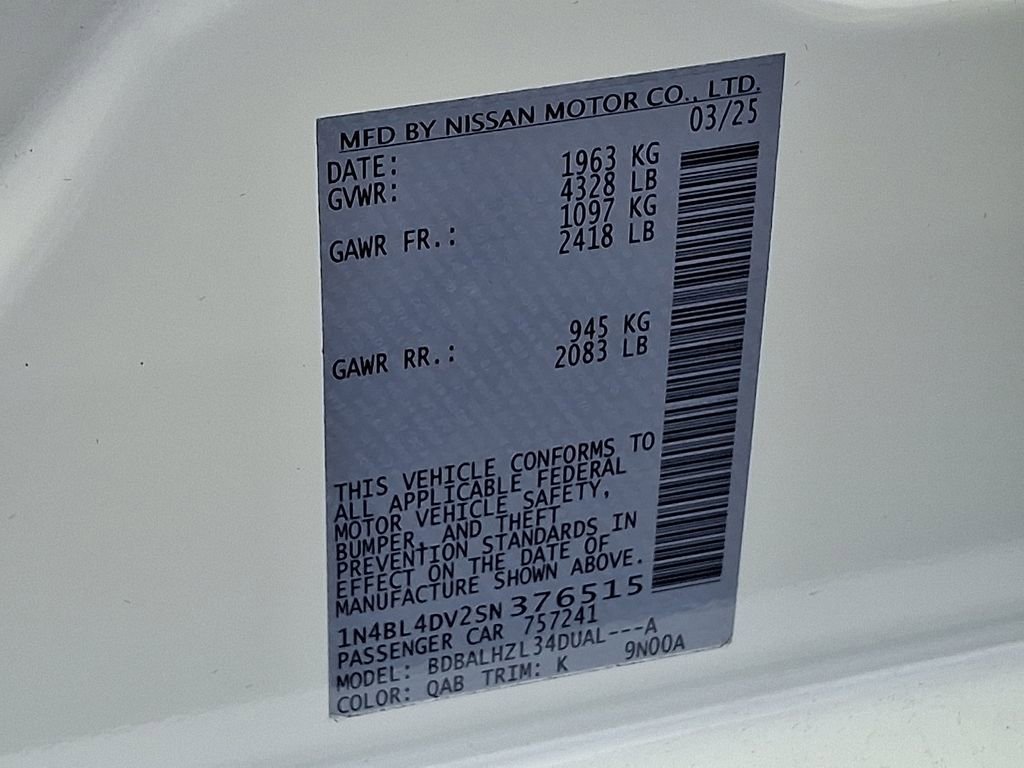 MFD BY NISSAN MOTOR CO., LTD.
DATE: 03/25
GVWR: 1963 KG
4328 LB
1097 KG
GAWR FR.: 2418 LB
945 KG
GAWR RR.: 2083 LB
THIS VEHICLE CONFORMS TO
ALL APPLICABLE FEDERAL
MOTOR VEHICLE SAFETY,
BUMPER, AND THEFT
PREVENTION STANDARDS IN
EFFECT ON THE DATE OF
MANUFACTURE SHOWN ABOVE.
1N4BL4DV2SN376515
PASSENGER CAR 757241
MODEL: BDBALHZL34DUAL---A
COLOR: QAB TRIM: K 9N00A